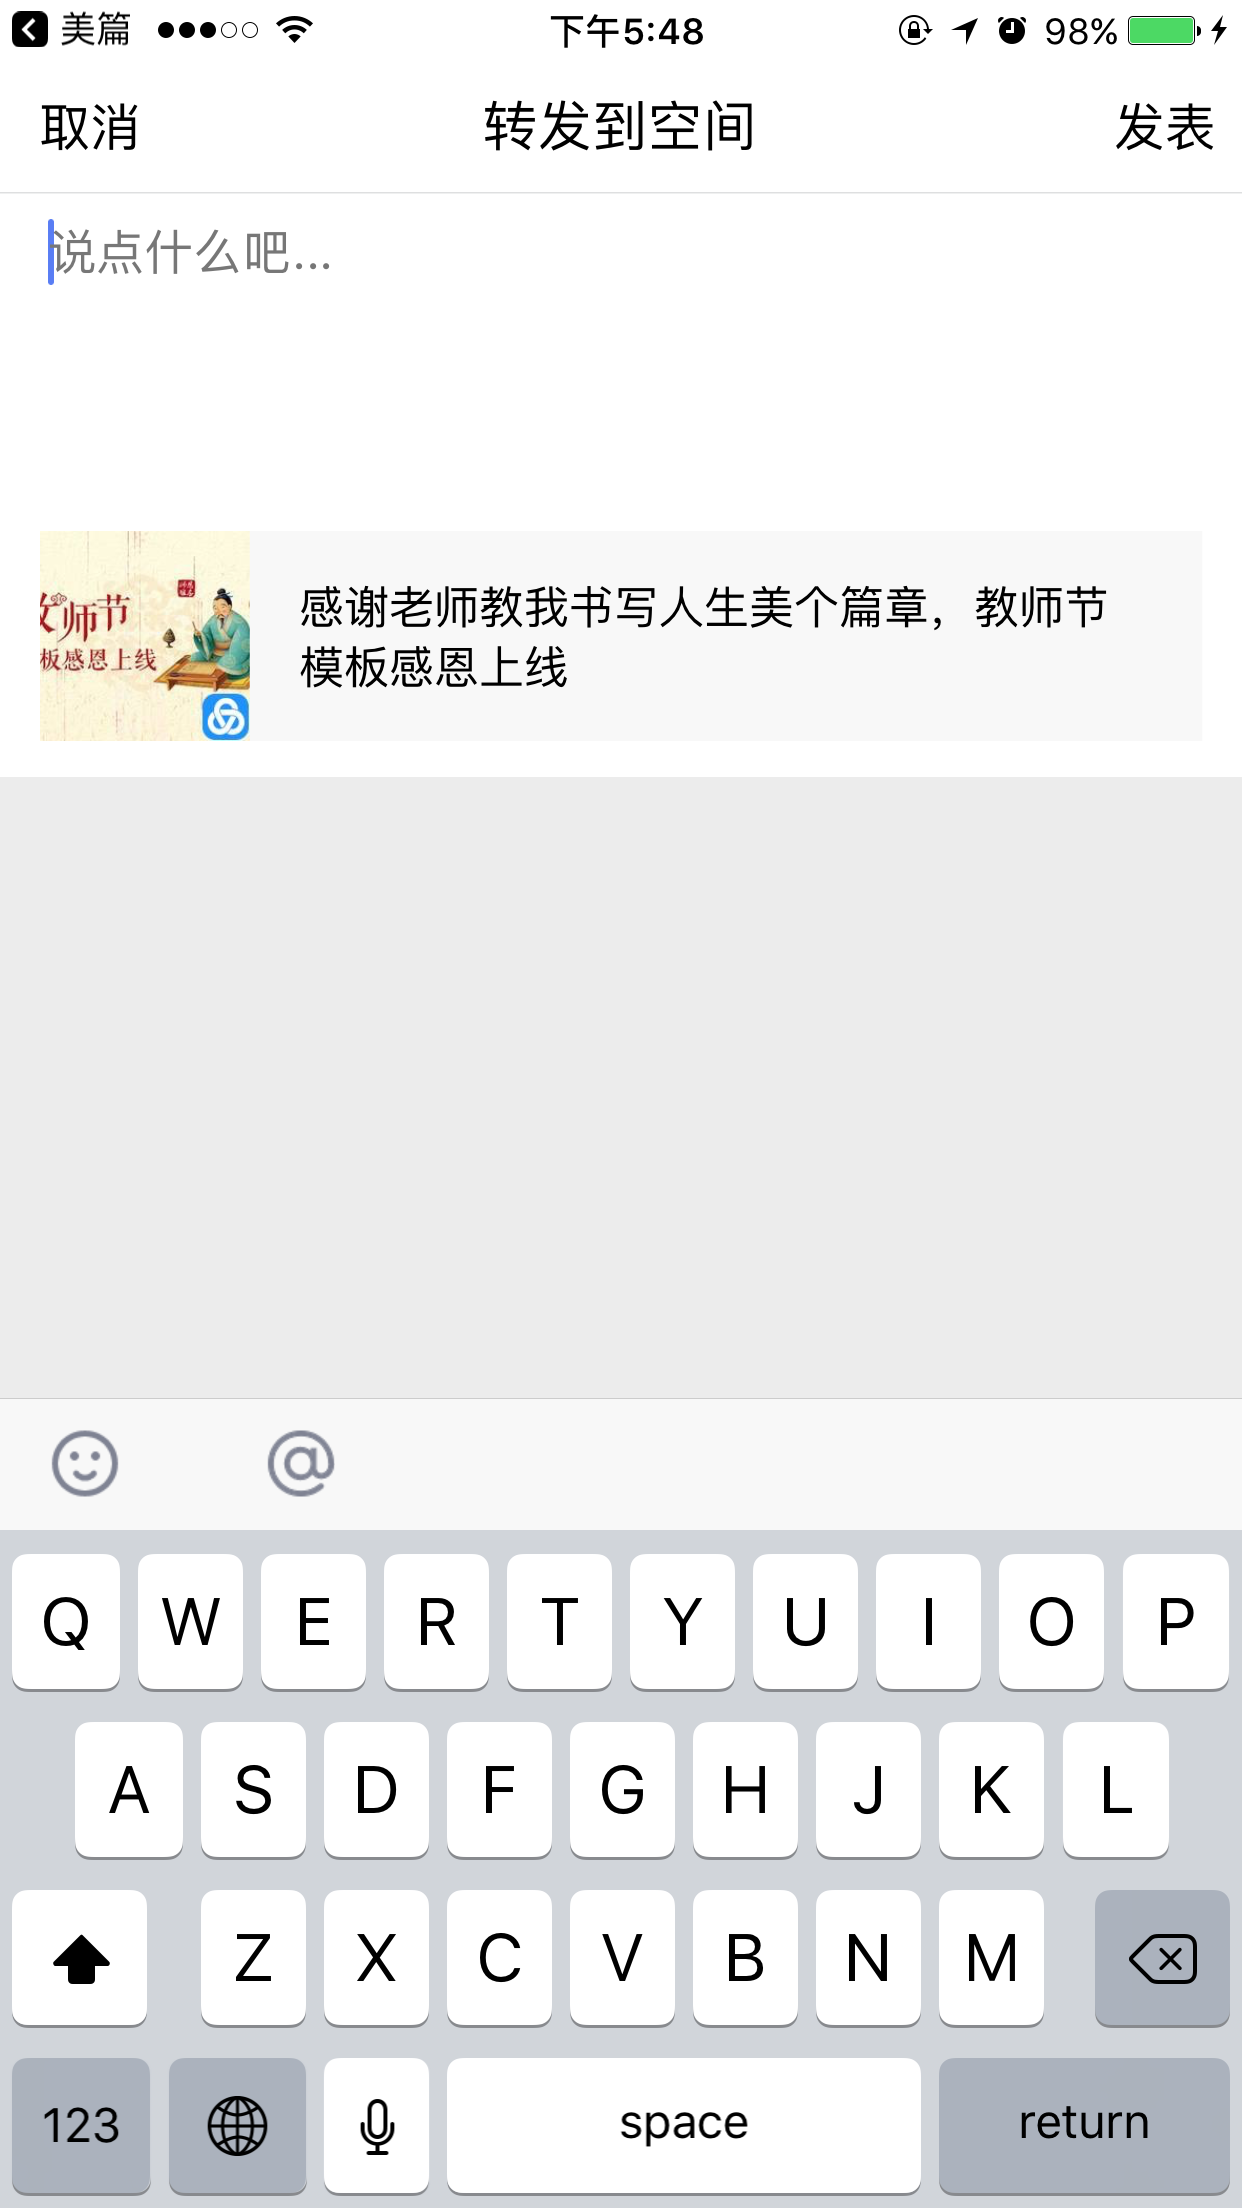 美篇 下午5:48 98%
取消 转发到空间 发表
说点什么吧...
师节
板感恩上线
感谢老师教我书写人生美个篇章，教师节
模板感恩上线
Q W E R T Y U I O P
A S D F G H J K L
Z X C V B N M
123 space return